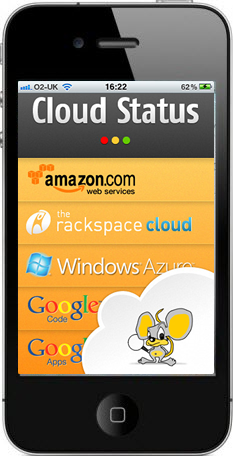 O2-UK 16:22 62%
Cloud Status
amazon.com
web services
the
rackspace cloud
Windows Azure
Google
Code
Google
Apps